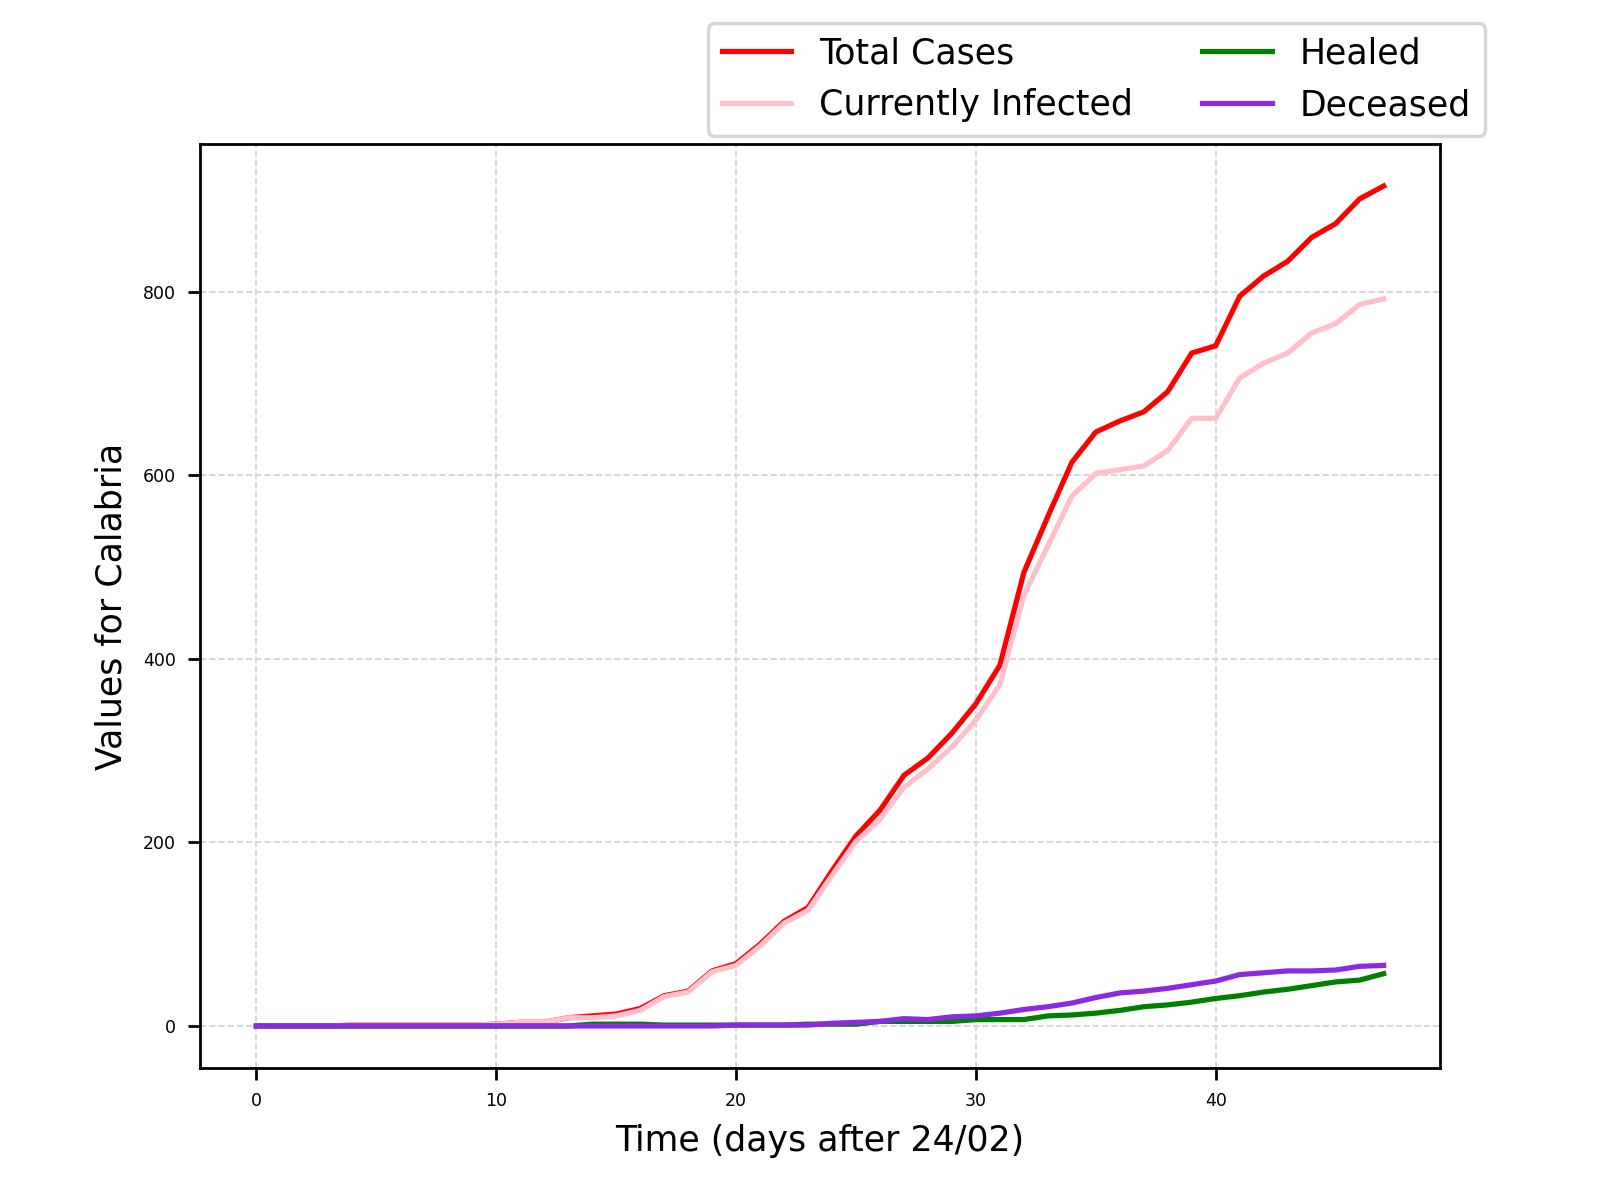 Total Cases
Currently Infected
Healed
Deceased
Values for Calabria
800
600
400
200
0
0 10 20 30 40
Time (days after 24/02)